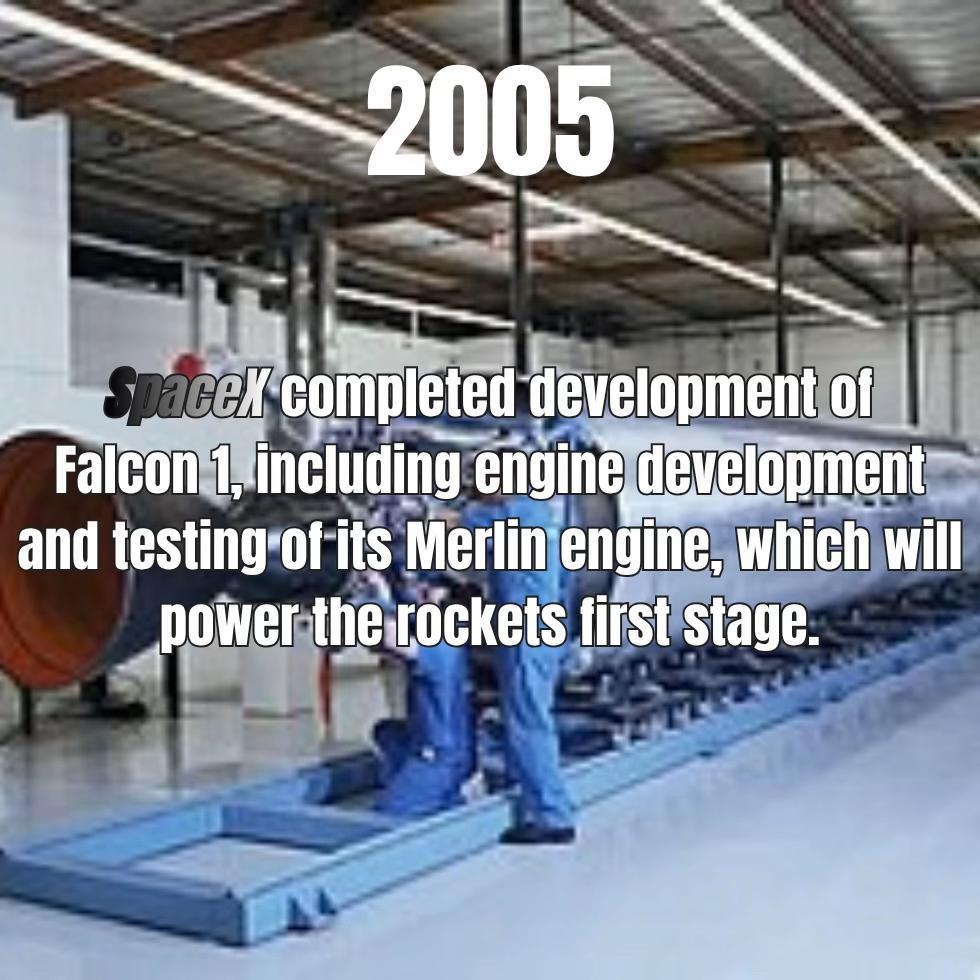 2005
SpaceX completed development of
Falcon 1, including engine development
and testing of its Merlin engine, which will
power the rockets first stage.